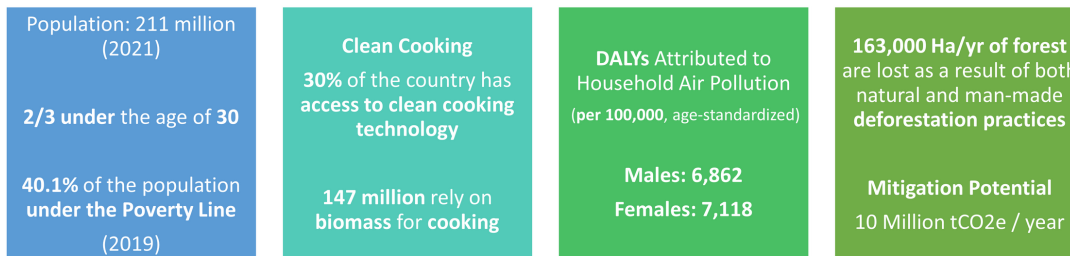 Population: 211 million
(2021)
2/3 under the age of 30
40.1% of the population
under the Poverty Line
(2019)
Clean Cooking
30% of the country has
access to clean cooking
technology
147 million rely on
biomass for cooking
DALYs Attributed to
Household Air Pollution
(per 100,000, age-standardized)
Males: 6,862
Females: 7,118
163,000 Ha/yr of forest
are lost as a result of both
natural and man-made
deforestation practices
Mitigation Potential
10 Million tCO2e / year